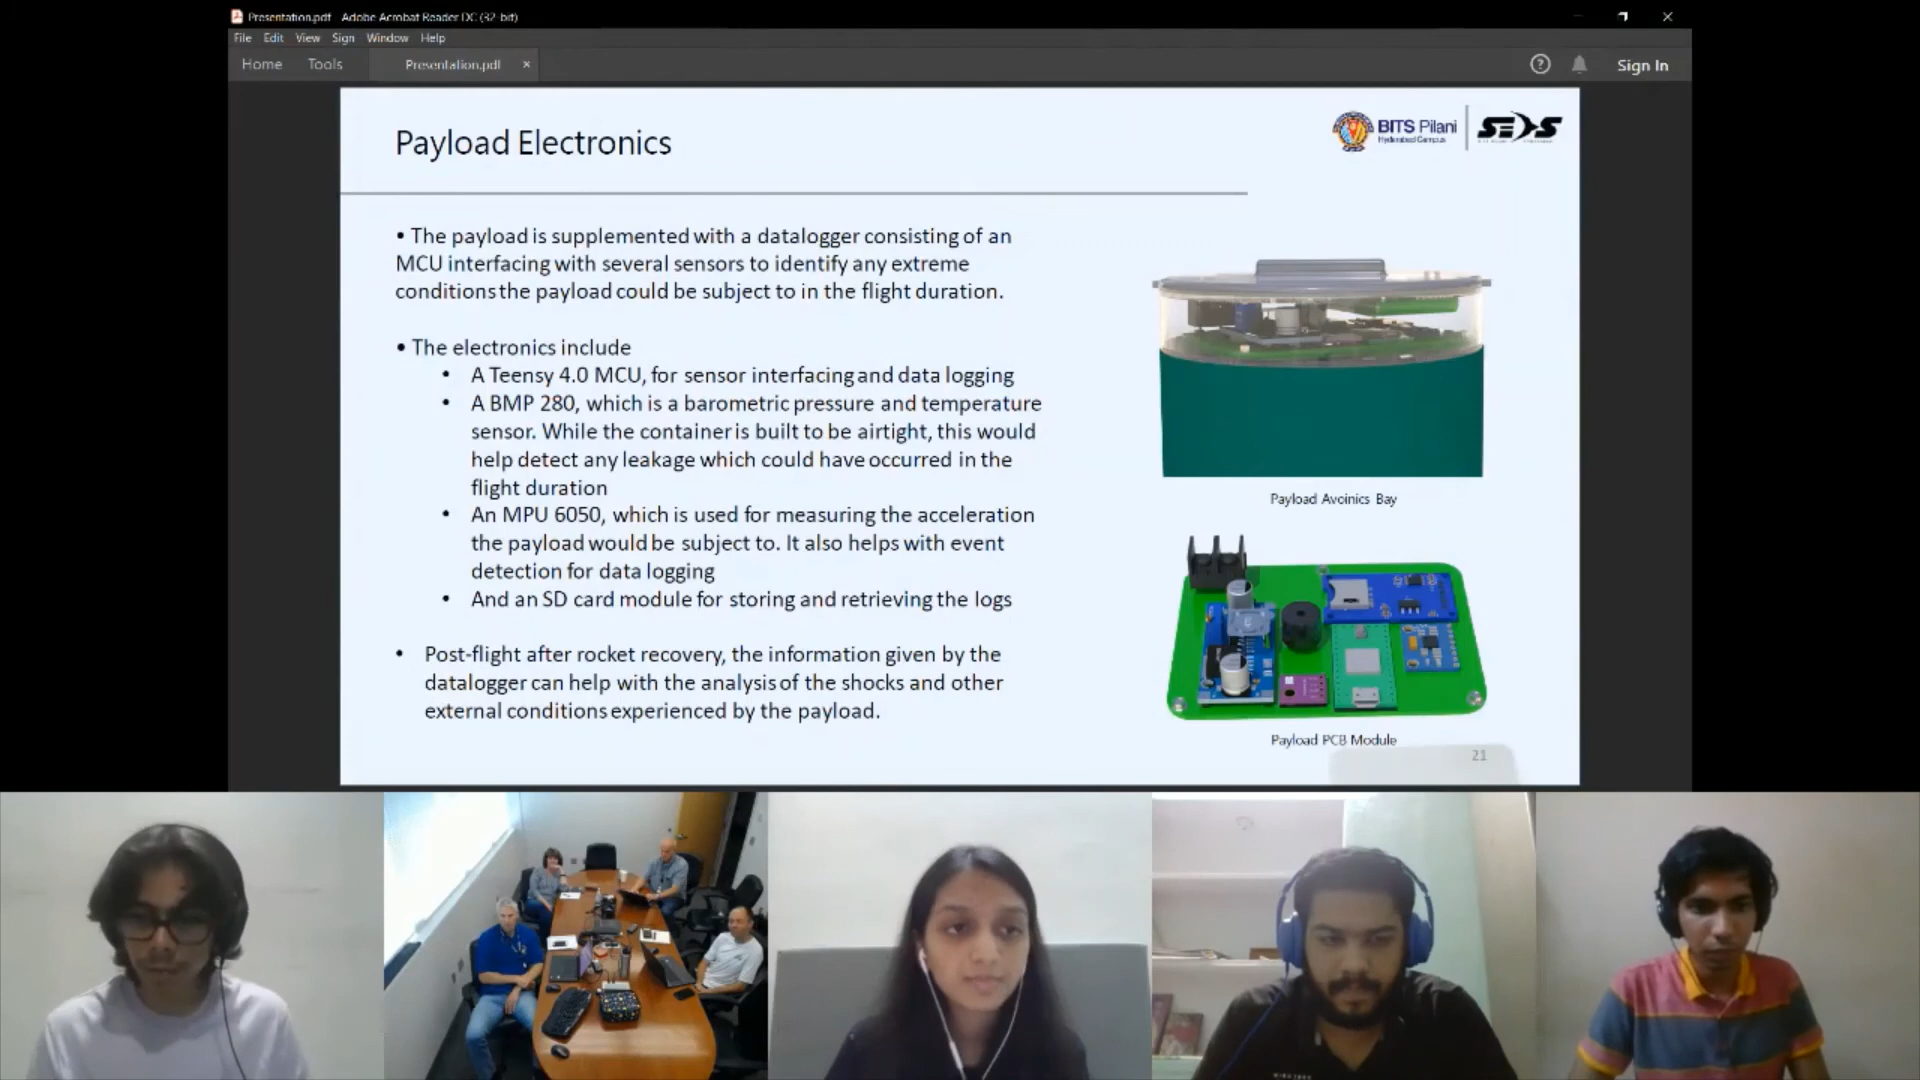 Presentation.pdf - Adobe Acrobat Reader DC (32-bit)
File Edit View Sign Window Help
Home Tools Presentation.pdf × Sign In
Payload Electronics
BITS Pilani
Hyderabad Campus
SEDS
• The payload is supplemented with a datalogger consisting of an
MCU interfacing with several sensors to identify any extreme
conditions the payload could be subject to in the flight duration.
• The electronics include
• A Teensy 4.0 MCU, for sensor interfacing and data logging
• A BMP 280, which is a barometric pressure and temperature
sensor. While the container is built to be airtight, this would
help detect any leakage which could have occurred in the
flight duration
• An MPU 6050, which is used for measuring the acceleration
the payload would be subject to. It also helps with event
detection for data logging
• And an SD card module for storing and retrieving the logs
• Post-flight after rocket recovery, the information given by the
datalogger can help with the analysis of the shocks and other
external conditions experienced by the payload.
Payload Avoinics Bay
Payload PCB Module
21